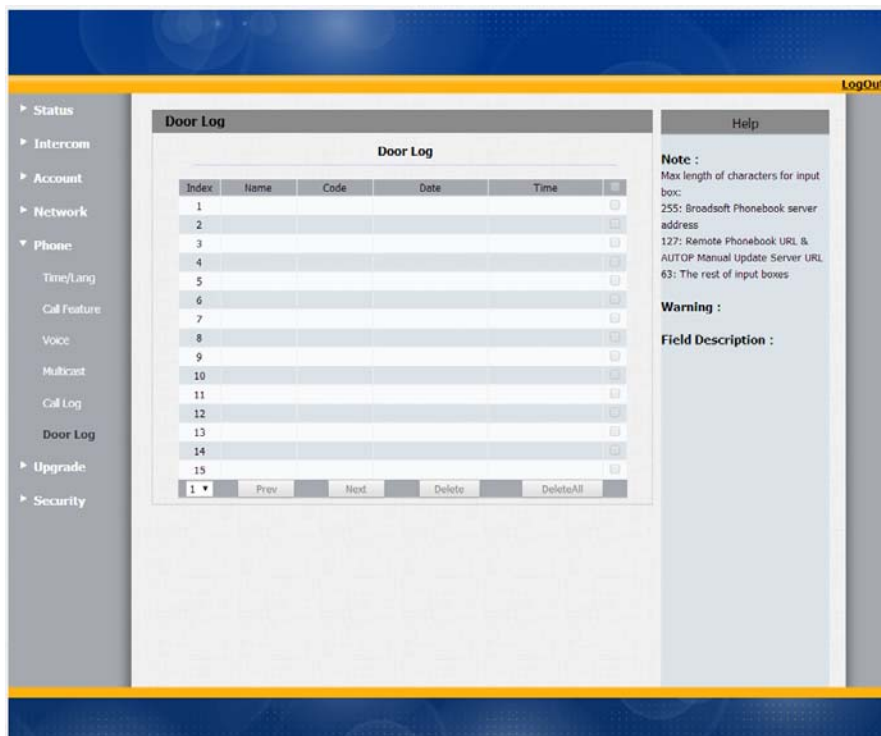 LogOut
Status
Intercom
Account
Network
Phone
Time/Lang
Call Feature
Voice
Multicast
Call Log
Door Log
Upgrade
Security
Door Log
Door Log
Index Name Code Date Time
1
2
3
4
5
6
7
8
9
10
11
12
13
14
15
1 Prev Next Delete DeleteAll
Help
Note :
Max length of characters for input
box:
255: Broadsoft Phonebook server
address
127: Remote Phonebook URL &
AUTOP Manual Update Server URL
63: The rest of input boxes
Warning :
Field Description :